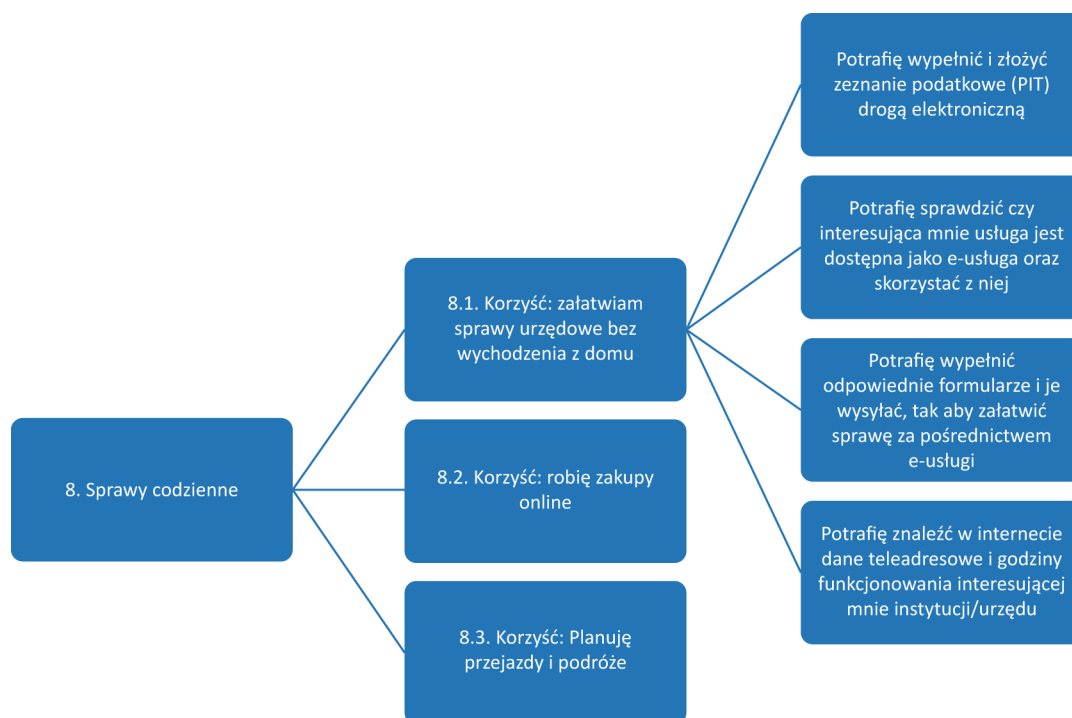 8. Sprawy codzienne
8.1. Korzyść: załatwiam
sprawy urzędowe bez
wychodzenia z domu
8.2. Korzyść: robię zakupy
online
8.3. Korzyść: Planuję
przejazdy i podróże
Potrafię wypełnić i złożyć
zeznanie podatkowe (PIT)
drogą elektroniczną
Potrafię sprawdzić czy
interesująca mnie usługa jest
dostępna jako e-usługa oraz
skorzystać z niej
Potrafię wypełnić
odpowiednie formularze i je
wysyłać, tak aby załatwić
sprawę za pośrednictwem
e-usługi
Potrafię znaleźć w internecie
dane teleadresowe i godziny
funkcjonowania interesującej
mnie instytucji/urzędu